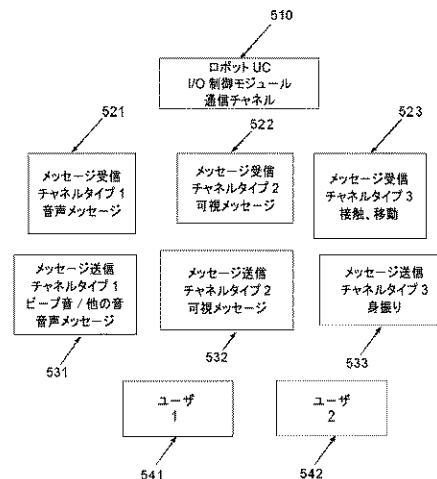 510
ロボット UC
I/O 制御モジュール
通信チャネル
521
522
523
メッセージ受信
チャネルタイプ 1
音声メッセージ
メッセージ受信
チャネルタイプ 2
可視メッセージ
メッセージ受信
チャネルタイプ 3
接触、移動
メッセージ送信
チャネルタイプ 1
ビープ音 / 他の音
音声メッセージ
メッセージ送信
チャネルタイプ 2
可視メッセージ
メッセージ送信
チャネルタイプ 3
身振り
531
532
533
ユーザ
1
ユーザ
2
541
542